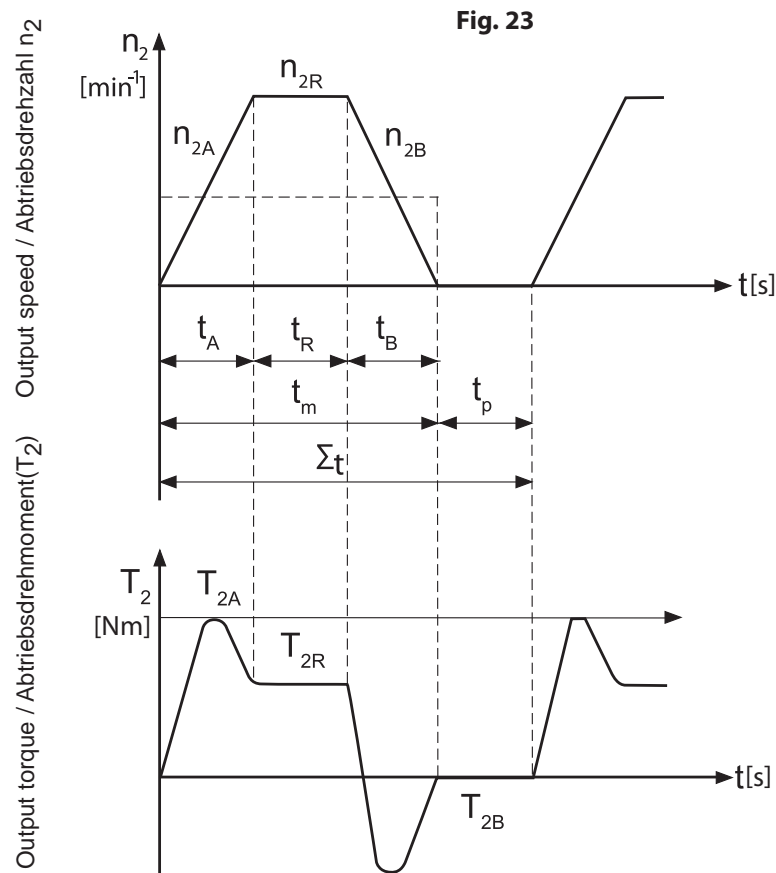 Fig. 23
Output speed / Abtriebsdrehzahl n2
n2
[min-1]
n2R
n2A
n2B
t[s]
tA
tR
tB
tm
tp
Σt
Output torque / Abtriebsdrehmoment(T2)
T2
[Nm]
T2A
T2R
t[s]
T2B